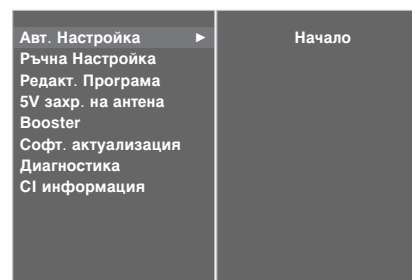 Авт. Настройка ► Начало
Ръчна Настройка
Редакт. Програма
5V захр. на антена
Booster
Софт. актуализация
Диагностика
CI информация